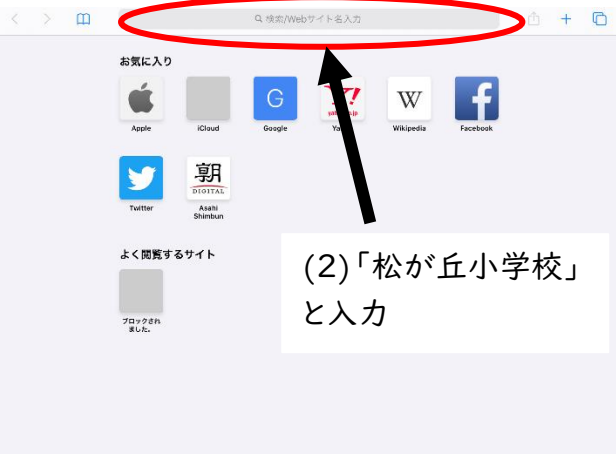 検索/Webサイト名入力
お気に入り
G
Y!
W
f
Apple
iCloud
Google
Wikipedia
Facebook
朝
DIGITAL
Twitter
Asahi
Shimbun
よく閲覧するサイト
(2)「松が丘小学校」
と入力
ブロックされ
ました。